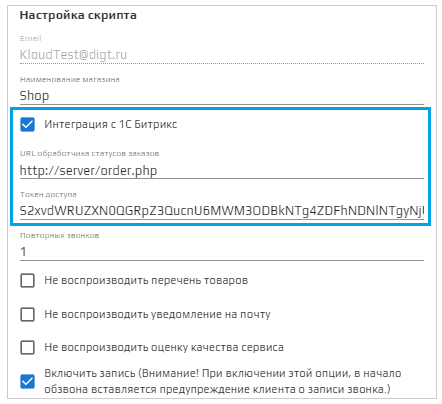 Настройка скрипта
Email
KloudTest@digt.ru
Наименование магазина
Shop
Интеграция с 1С Битрикс
URL обработчика статусов заказов
http://server/order.php
Токен доступа
S2xvdWRUZXN0QGRpZ3QucnU6MWM3ODBkNTg4ZDFhNDNlNTgyNj
Повторных звонков
1
Не воспроизводить перечень товаров
Не воспроизводить уведомление на почту
Не воспроизводить оценку качества сервиса
Включить запись (Внимание! При включении этой опции, в начало
обзвона вставляется предупреждение клиента о записи звонка.)